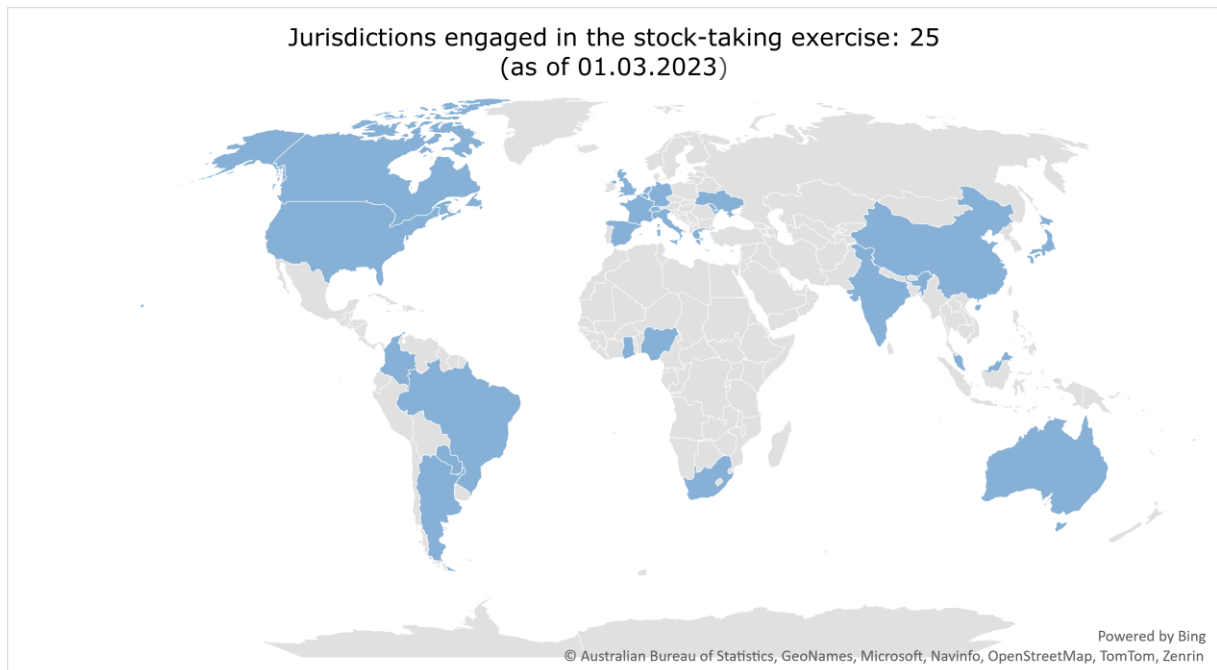 Jurisdictions engaged in the stock-taking exercise: 25
(as of 01.03.2023)
Powered by Bing
© Australian Bureau of Statistics, GeoNames, Microsoft, Navinfo, OpenStreetMap, TomTom, Zenrin